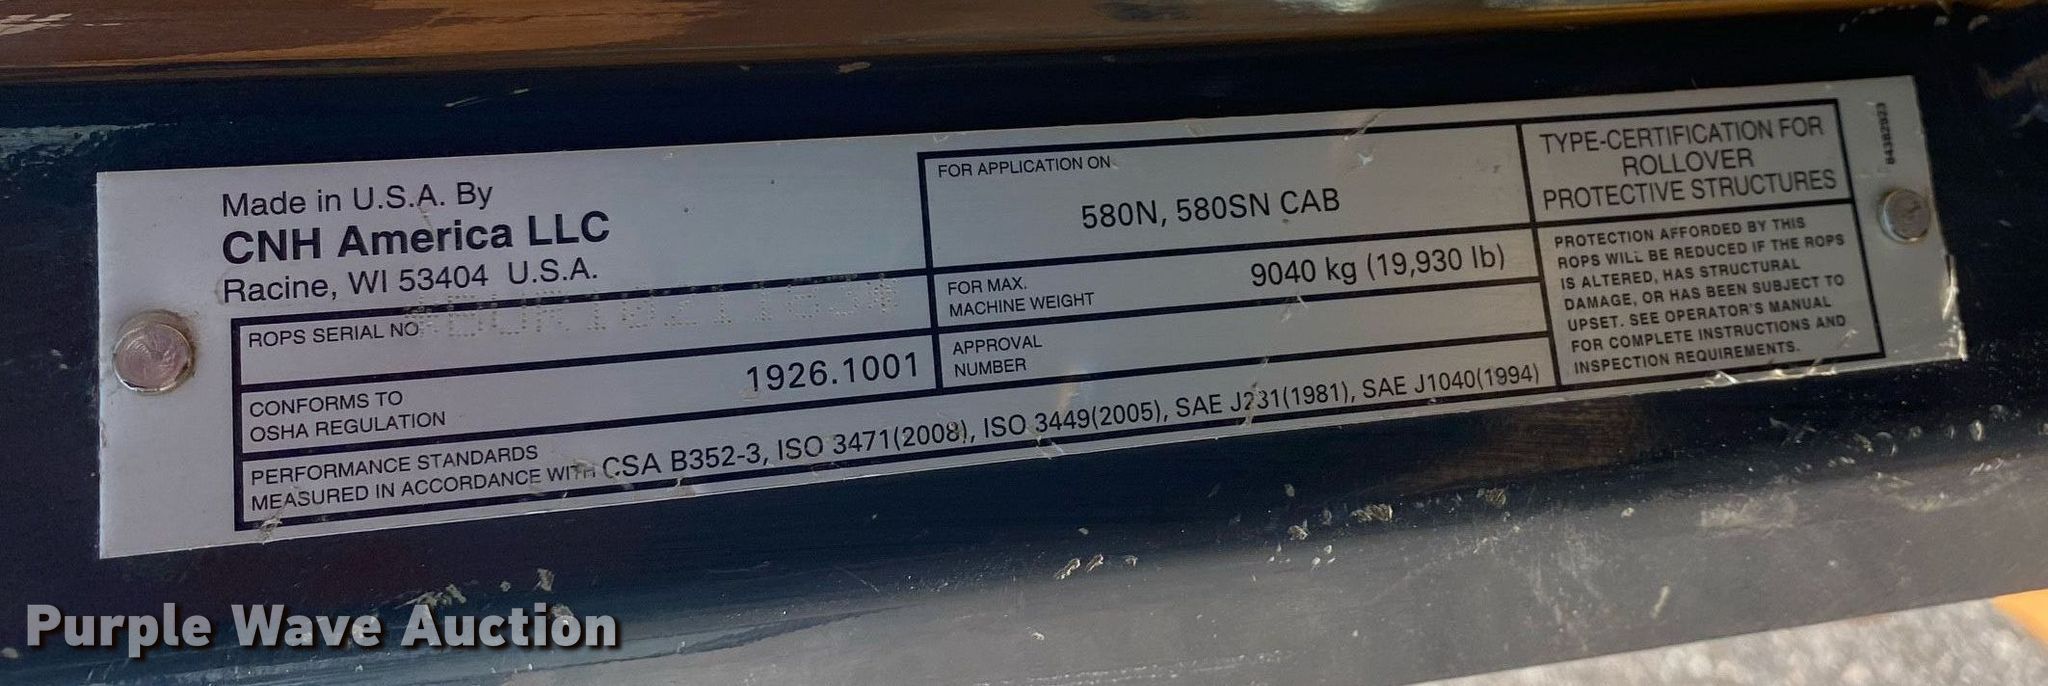 Made in U.S.A. By
CNH America LLC
Racine, WI 53404 U.S.A.
ROPS SERIAL NO
CONFORMS TO
OSHA REGULATION
1926.1001
PERFORMANCE STANDARDS
MEASURED IN ACCORDANCE WITH CSA B352-3, ISO 3471(2008), ISO 3449(2005), SAE J231(1981), SAE J1040(1994)
FOR APPLICATION ON
580N, 580SN CAB
FOR MAX.
MACHINE WEIGHT
9040 kg (19,930 lb)
APPROVAL
NUMBER
TYPE-CERTIFICATION FOR
ROLLOVER
PROTECTIVE STRUCTURES
PROTECTION AFFORDED BY THIS
ROPS WILL BE REDUCED IF THE ROPS
IS ALTERED, HAS STRUCTURAL
DAMAGE, OR HAS BEEN SUBJECT TO
UPSET. SEE OPERATOR'S MANUAL
FOR COMPLETE INSTRUCTIONS AND
INSPECTION REQUIREMENTS.
84382923
Purple Wave Auction